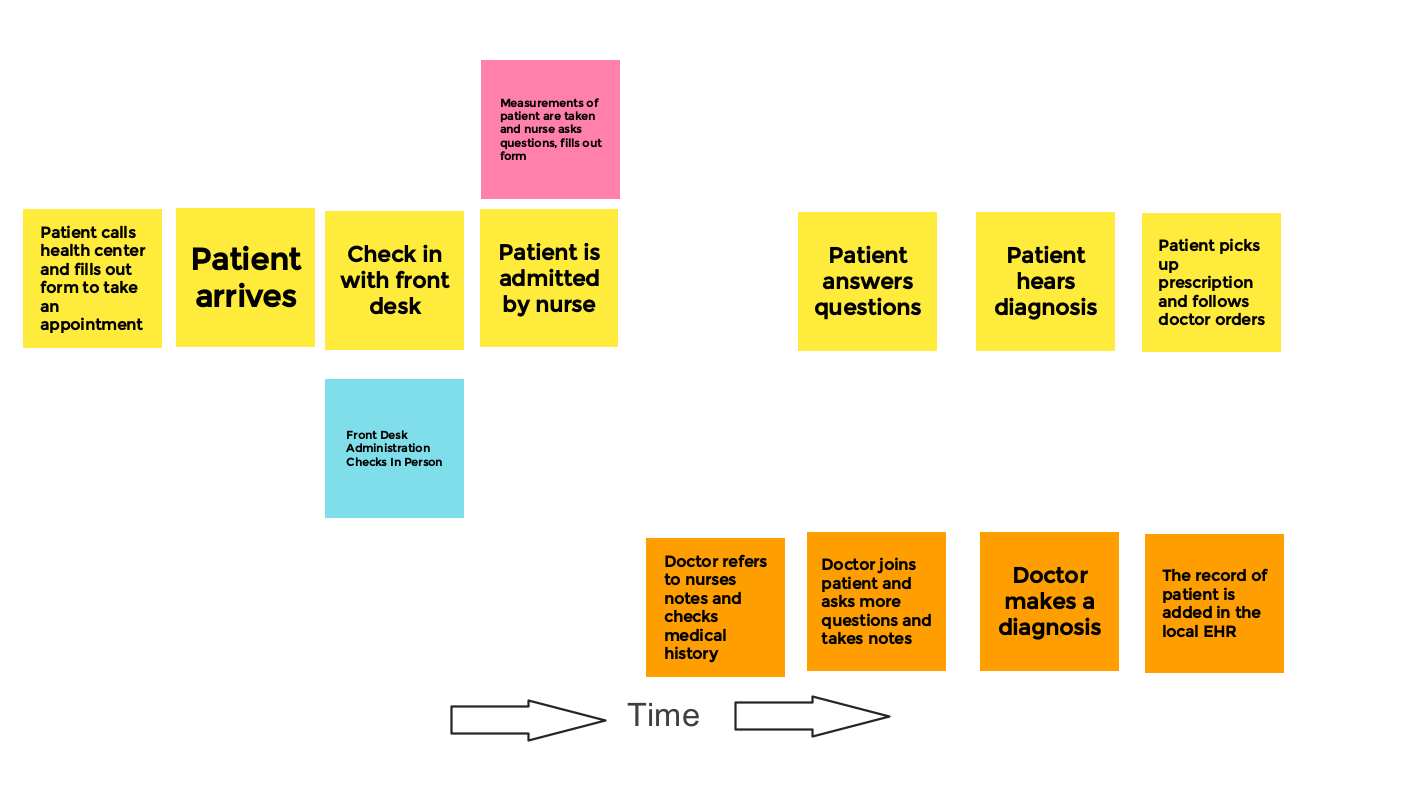 Measurements of
patient are taken
and nurse asks
questions, fills out
form
Patient calls
health center
and fills out
form to take
an
appointment
Patient
arrives
Check in
with front
desk
Patient is
admitted
by nurse
Patient
answers
questions
Patient
hears
diagnosis
Patient picks
up
prescription
and follows
doctor orders
Front Desk
Administration
Checks In Person
Doctor refers
to nurses
notes and
checks
medical
history
Doctor joins
patient and
asks more
questions and
takes notes
Doctor
makes a
diagnosis
The record of
patient is
added in the
local EHR
Time